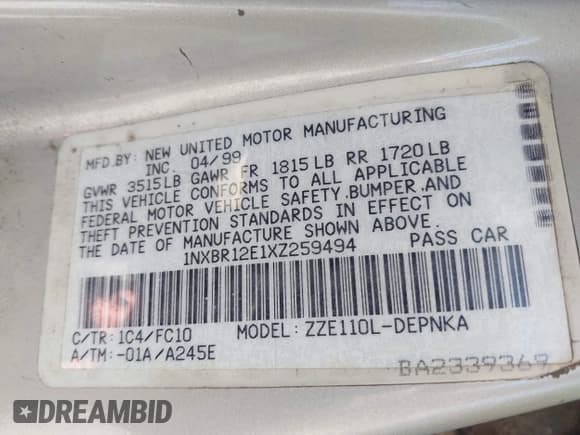 MFD.BY: NEW UNITED MOTOR MANUFACTURING
INC. 04/99
GVWR 3515LB GAWR FR 1815LB RR 1720LB
THIS VEHICLE CONFORMS TO ALL APPLICABLE
FEDERAL MOTOR VEHICLE SAFETY,BUMPER,AND
THEFT PREVENTION STANDARDS IN EFFECT ON
THE DATE OF MANUFACTURE SHOWN ABOVE.
1NXBR12E1XZ259494 PASS CAR
C/TR:1C4/FC10 MODEL:ZZE110L-DEPNKA
A/TM:-01A/A245E
BA2339369
DREAMBID